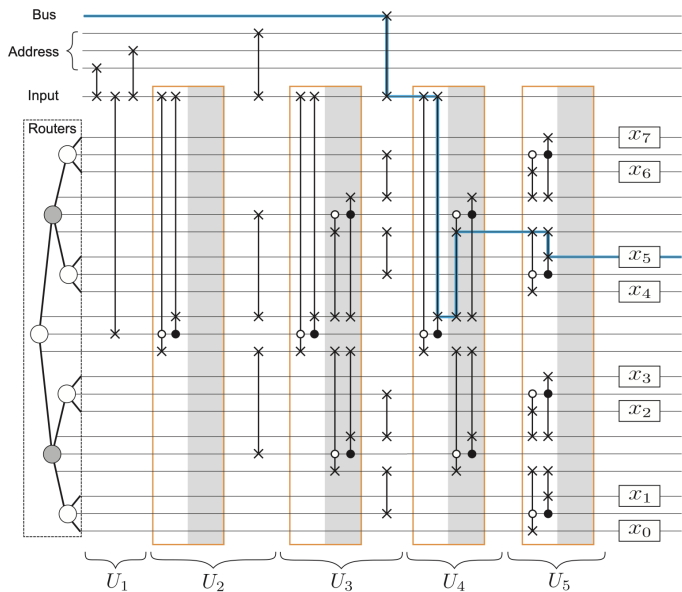 Bus
Address
Input
Routers
x₇
x₆
x₅
x₄
x₃
x₂
x₁
x₀
U₁ U₂ U₃ U₄ U₅